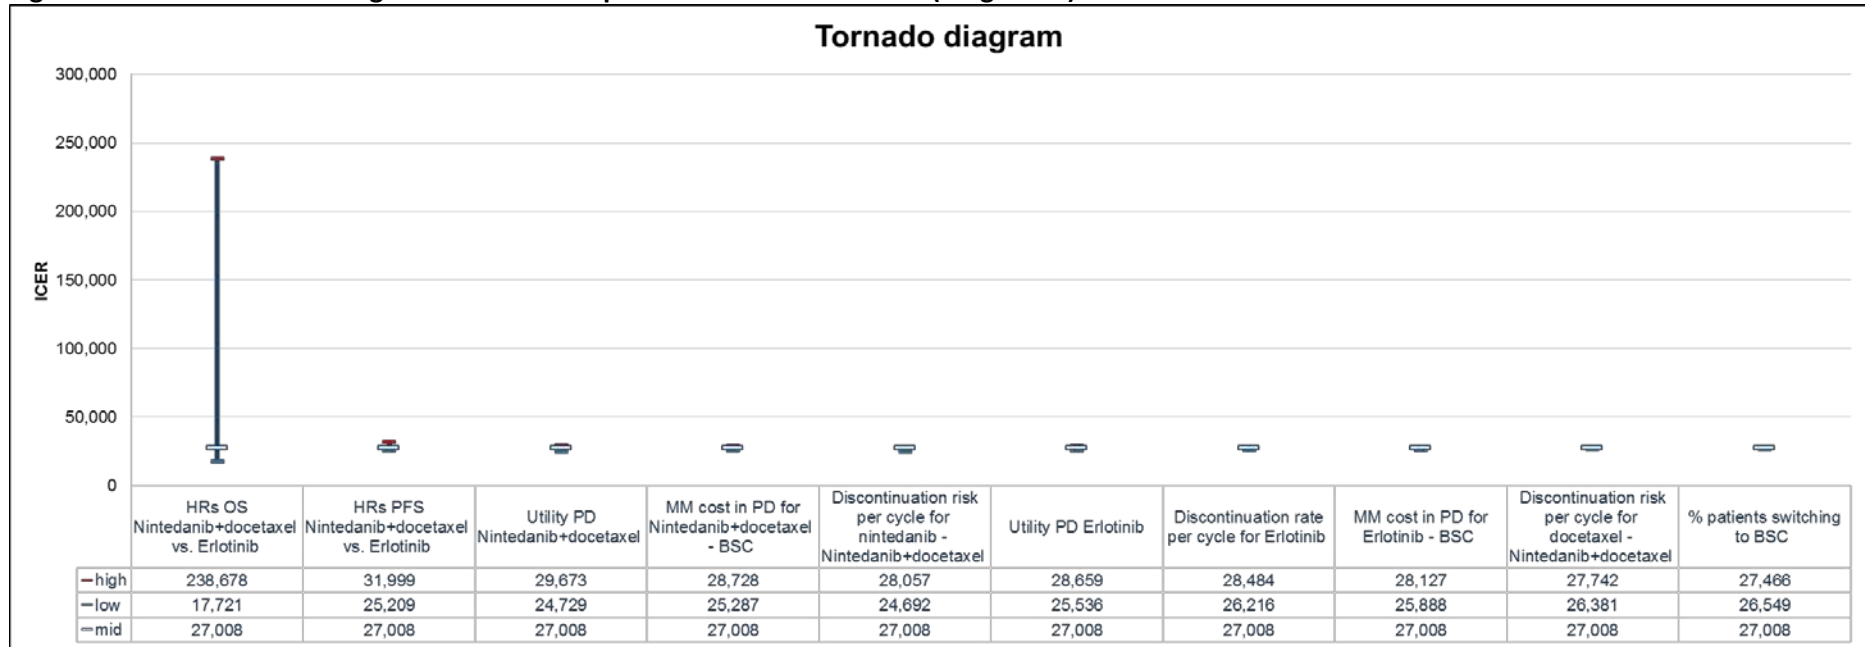 Tornado diagram
300,000
250,000
200,000
150,000
100,000
50,000
0
ICER
HRs OS Nintedanib+docetaxel vs. Erlotinib
HRs PFS Nintedanib+docetaxel vs. Erlotinib
Utility PD Nintedanib+docetaxel
MM cost in PD for Nintedanib+docetaxel - BSC
Discontinuation risk per cycle for nintedanib - Nintedanib+docetaxel
Utility PD Erlotinib
Discontinuation rate per cycle for Erlotinib
MM cost in PD for Erlotinib - BSC
Discontinuation risk per cycle for docetaxel - Nintedanib+docetaxel
% patients switching to BSC
high 238,678 31,999 29,673 28,728 28,057 28,659 28,484 28,127 27,742 27,466
low 17,721 25,209 24,729 25,287 24,692 25,536 26,216 25,888 26,381 26,549
mid 27,008 27,008 27,008 27,008 27,008 27,008 27,008 27,008 27,008 27,008